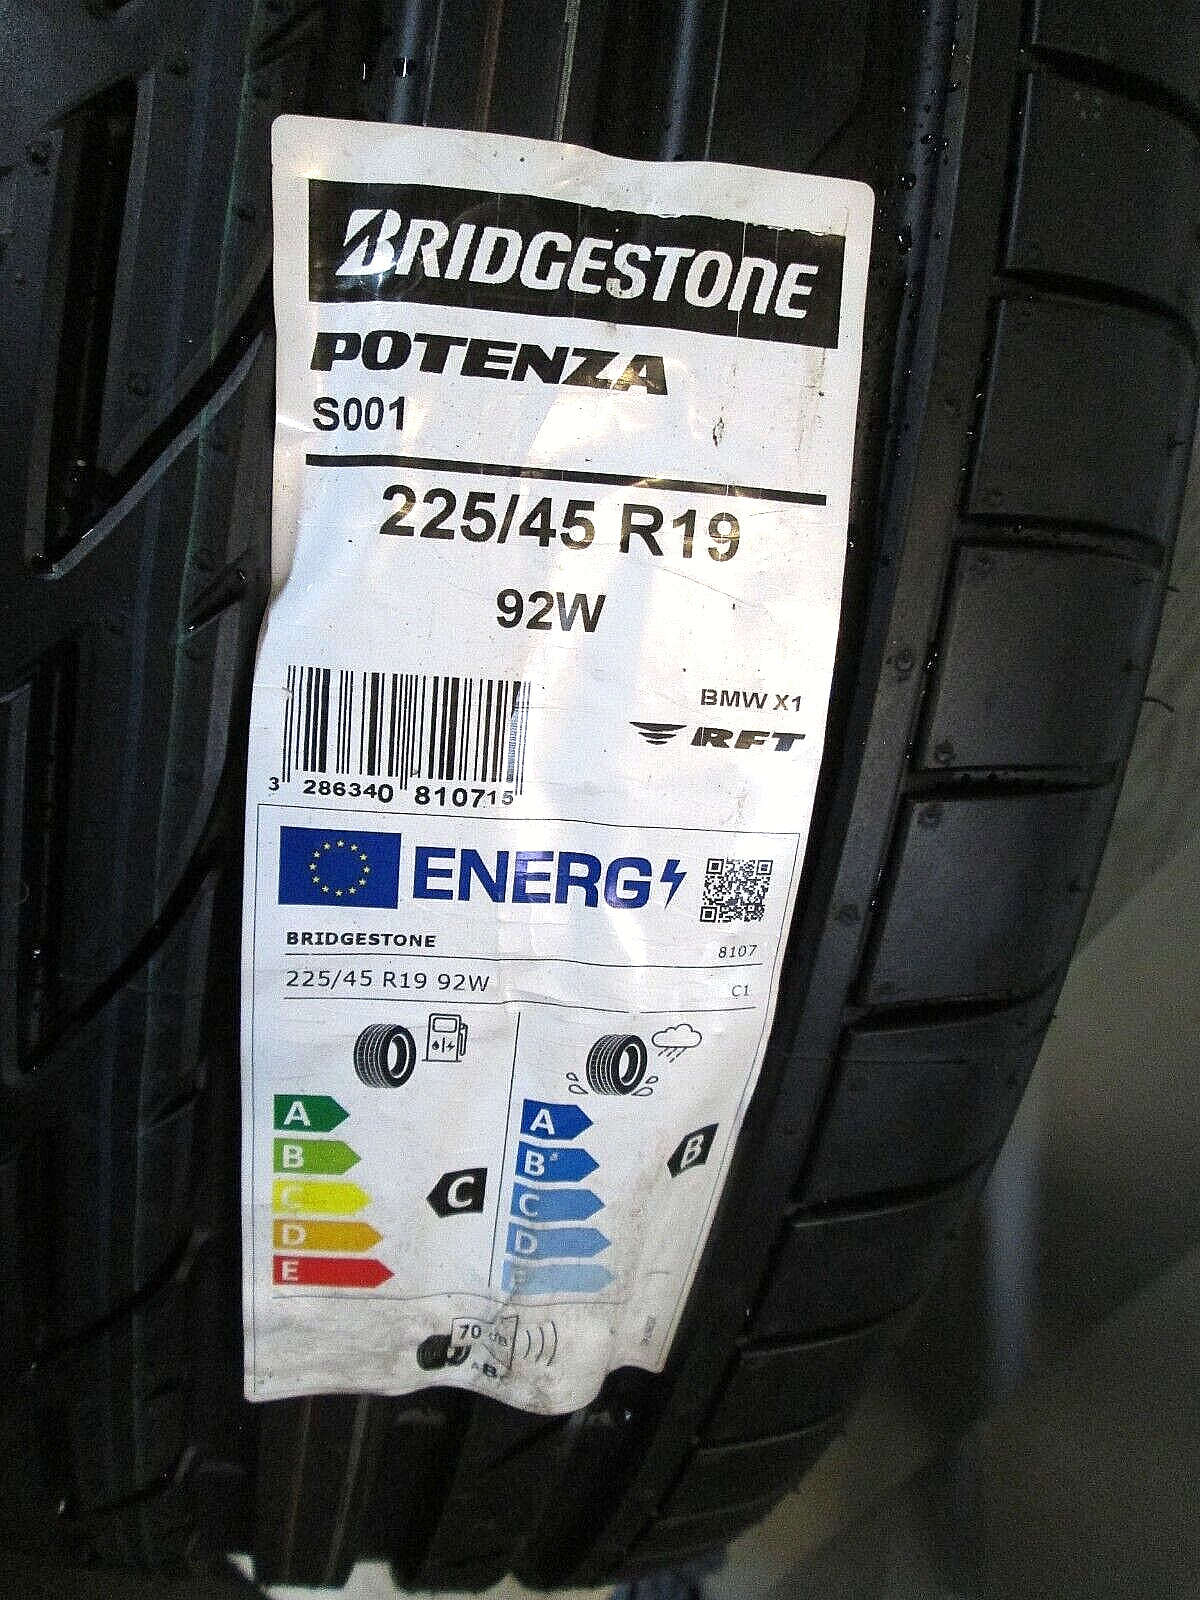 BRIDGESTONE
POTENZA
S001
225/45 R19
92W
BMW X1
RFT
3 286340 810715
ENERG
BRIDGESTONE 8107
225/45 R19 92W C1
A A
B B
C C
D D
E
C
B
70 dB
B